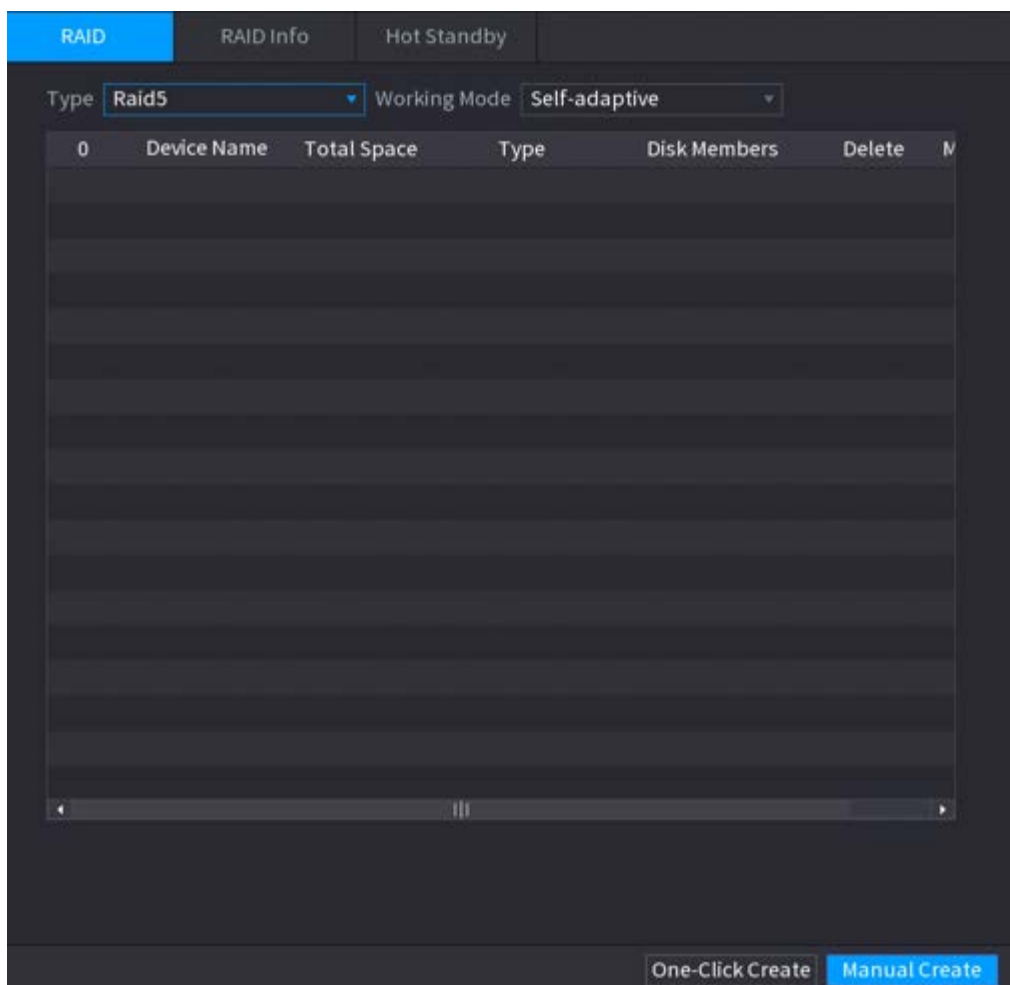 RAID RAID Info Hot Standby
Type Raid5 Working Mode Self-adaptive
0 Device Name Total Space Type Disk Members Delete
One-Click Create Manual Create